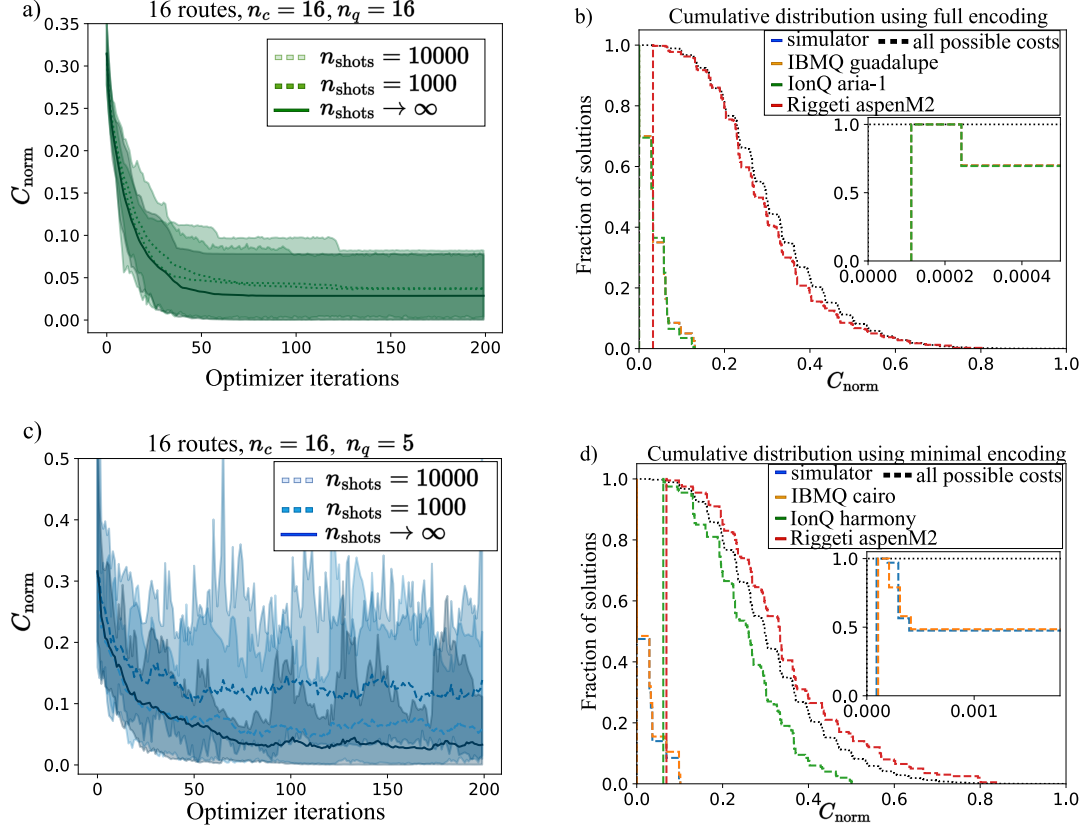 a)
16 routes, n_c = 16, n_q = 16
0.35
0.30
0.25
0.20
0.15
0.10
0.05
0.00
C_norm
n_shots = 10000
n_shots = 1000
n_shots → ∞
0
50
100
150
200
Optimizer iterations
b)
Cumulative distribution using full encoding
simulator
all possible costs
IBMQ guadalupe
IonQ aria-1
Riggeti aspenM2
1.0
0.8
0.6
0.4
0.2
0.0
Fraction of solutions
1.0
0.5
0.0
0.0000
0.0002
0.0004
0.0
0.2
0.4
0.6
0.8
1.0
C_norm
c)
16 routes, n_c = 16, n_q = 5
0.5
0.4
0.3
0.2
0.1
0.0
C_norm
n_shots = 10000
n_shots = 1000
n_shots → ∞
0
50
100
150
200
Optimizer iterations
d)
Cumulative distribution using minimal encoding
simulator
all possible costs
IBMQ cairo
IonQ harmony
Riggeti aspenM2
1.0
0.8
0.6
0.4
0.2
0.0
Fraction of solutions
1.0
0.5
0.0
0.000
0.001
0.0
0.2
0.4
0.6
0.8
1.0
C_norm